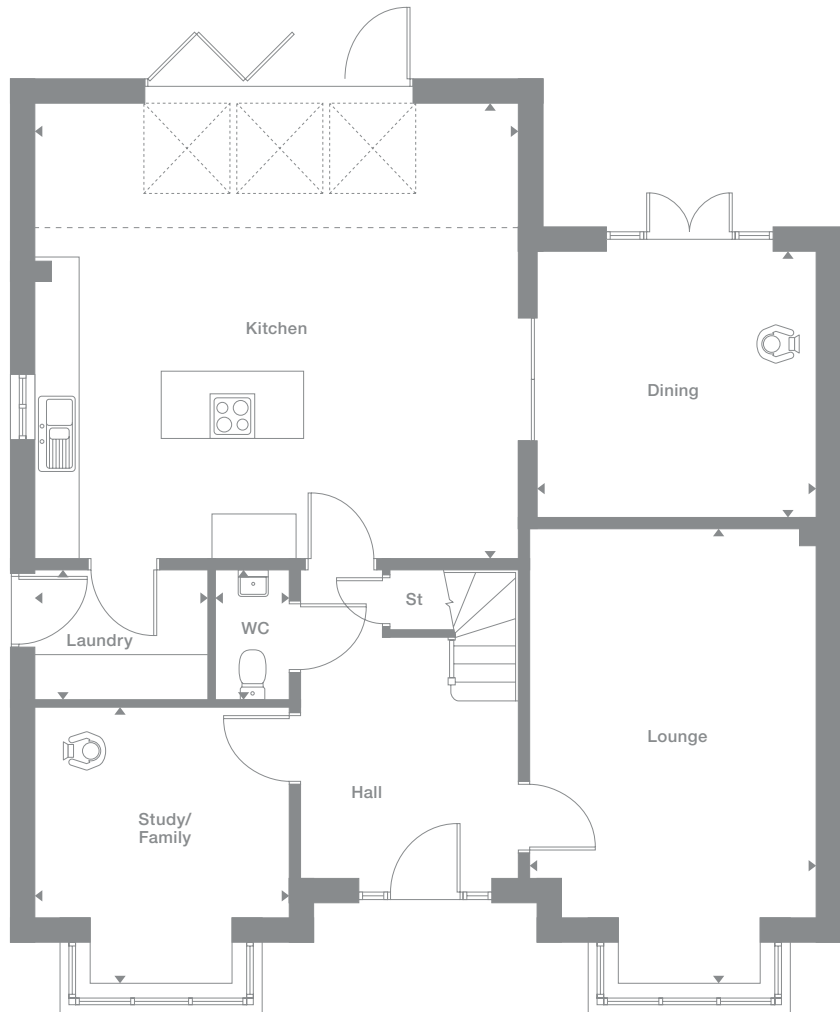 Kitchen
Dining
St
WC
Laundry
Lounge
Hall
Study/
Family